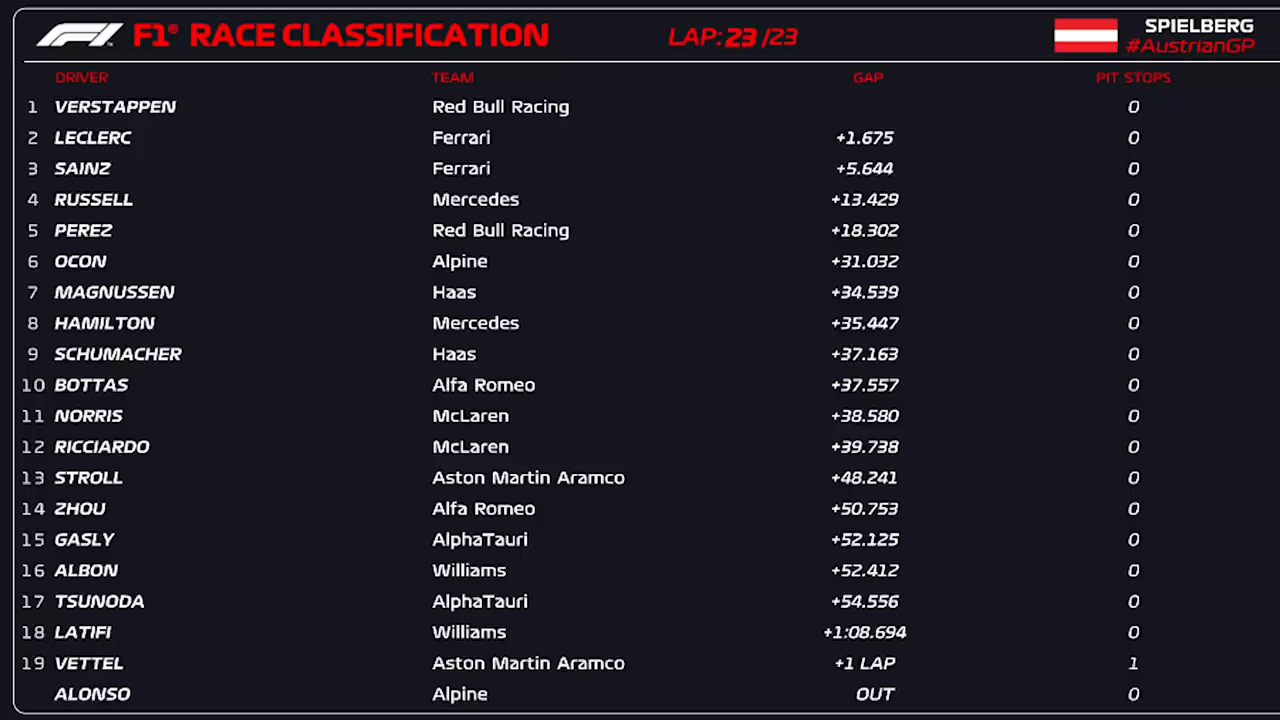 F1® RACE CLASSIFICATION LAP: 23 /23 SPIELBERG
#AustrianGP
DRIVER TEAM GAP PIT STOPS
1 VERSTAPPEN Red Bull Racing 0
2 LECLERC Ferrari +1.675 0
3 SAINZ Ferrari +5.644 0
4 RUSSELL Mercedes +13.429 0
5 PEREZ Red Bull Racing +18.302 0
6 OCON Alpine +31.032 0
7 MAGNUSSEN Haas +34.539 0
8 HAMILTON Mercedes +35.447 0
9 SCHUMACHER Haas +37.163 0
10 BOTTAS Alfa Romeo +37.557 0
11 NORRIS McLaren +38.580 0
12 RICCIARDO McLaren +39.738 0
13 STROLL Aston Martin Aramco +48.241 0
14 ZHOU Alfa Romeo +50.753 0
15 GASLY AlphaTauri +52.125 0
16 ALBON Williams +52.412 0
17 TSUNODA AlphaTauri +54.556 0
18 LATIFI Williams +1:08.694 0
19 VETTEL Aston Martin Aramco +1 LAP 1
ALONSO Alpine OUT 0